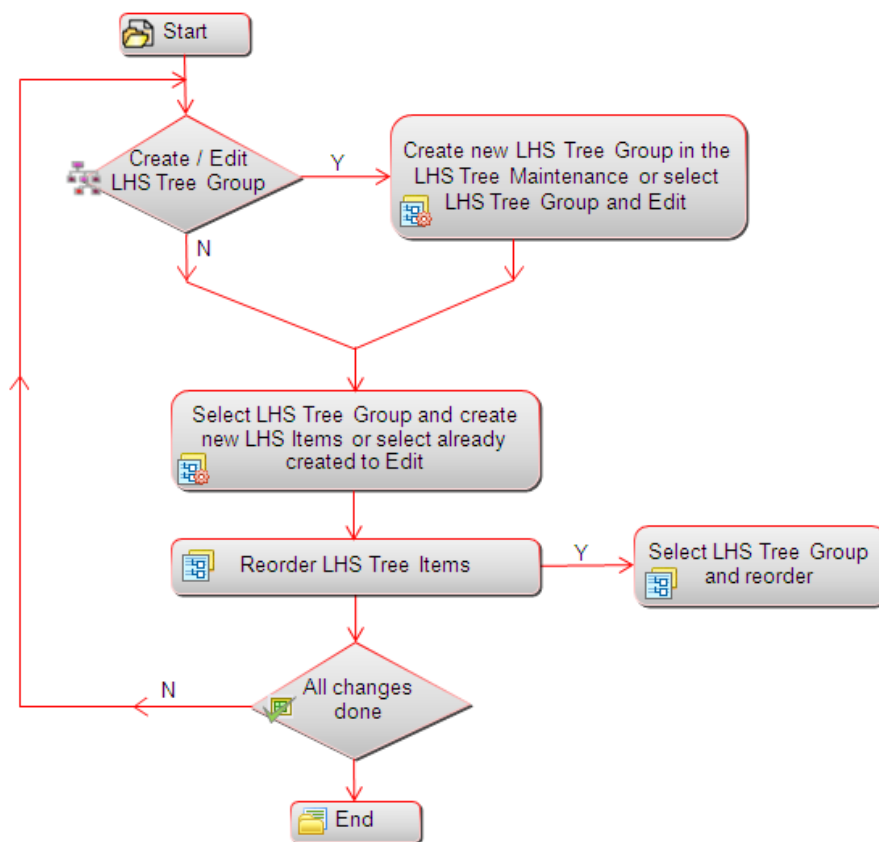 Start
Create / Edit
LHS Tree Group
Y
Create new LHS Tree Group in the
LHS Tree Maintenance or select
LHS Tree Group and Edit
N
Select LHS Tree Group and create
new LHS Items or select already
created to Edit
Reorder LHS Tree Items
Y
Select LHS Tree Group
and reorder
N
All changes
done
End